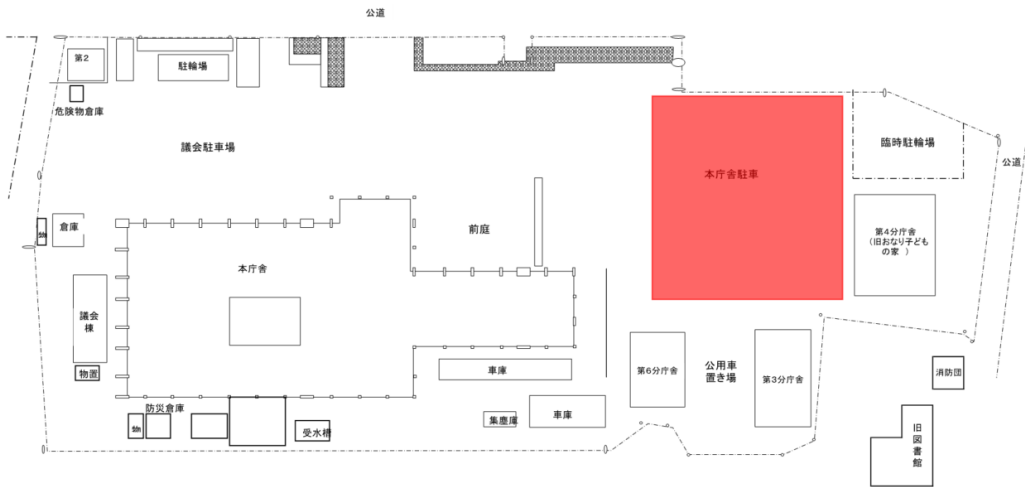 公道
第2
駐輪場
危険物倉庫
議会駐車場
本庁舎駐車
臨時駐輪場
公道
倉庫
前庭
第4分庁舎
(旧おなり子ども
の家 )
本庁舎
議会
棟
物置
車庫
第6分庁舎
公用車
置き場
第3分庁舎
消防団
防災倉庫
受水槽
集塵庫
車庫
旧
図
書
館